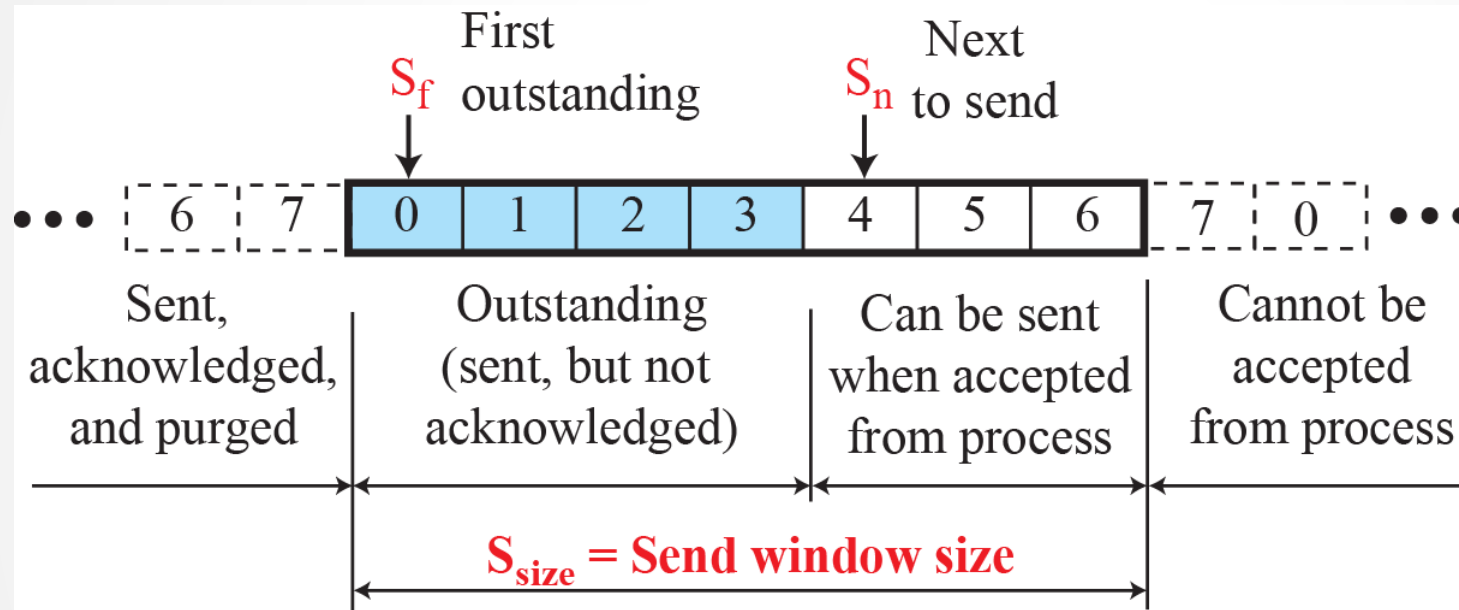 First
outstanding
S_f
Next
to send
S_n
••• 6 7 0 1 2 3 4 5 6 7 0 •••
Sent,
acknowledged,
and purged
Outstanding
(sent, but not
acknowledged)
Can be sent
when accepted
from process
Cannot be
accepted
from process
S_size = Send window size